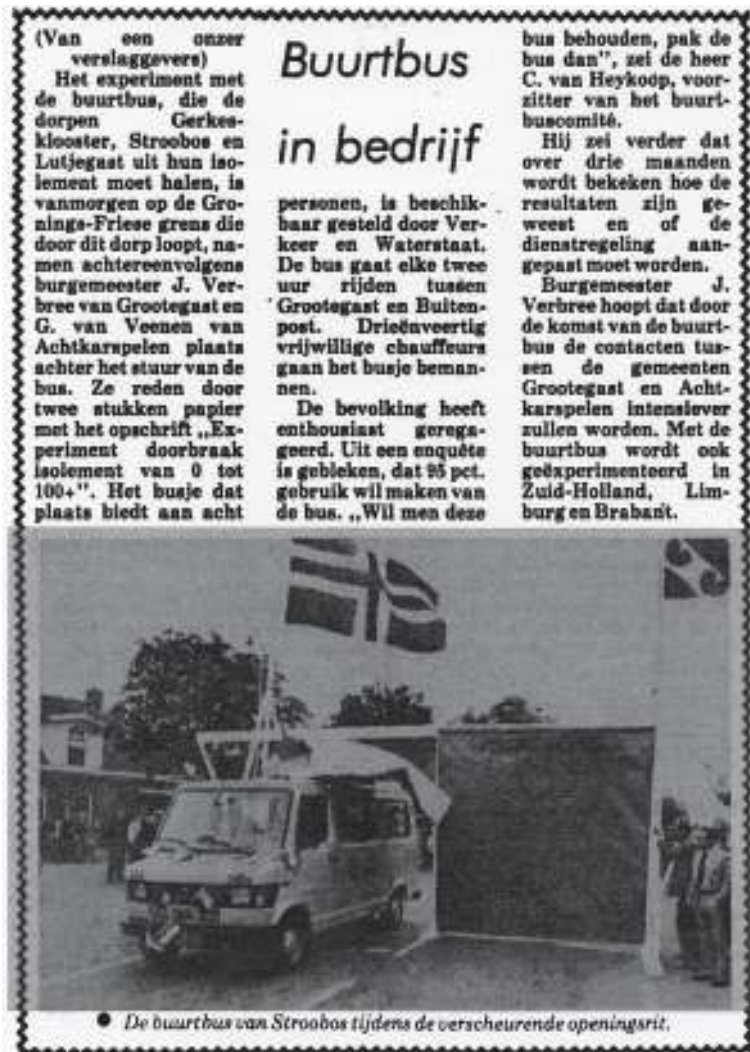 (Van een onzer
verslaggevers)
Het experiment met
de buurtbus, die de
dorpen Gerkes-
klooster, Stroobos en
Lutjegast uit hun iso-
lement moet halen, is
vanmorgen op de Gro-
nings-Friese grens die
door dit dorp loopt, na-
men achtereenvolgens
burgemeester J. Ver-
bree van Grootegast en
G. van Veenen van
Achtkarspelen plaats
achter het stuur van de
bus. Ze reden door
twee stukken papier
met het opschrift „Ex-
periment doorbraak
isolement van 0 tot
100+”. Het busje dat
plaats biedt aan acht
Buurtbus
in bedrijf
personen, is beschik-
baar gesteld door Ver-
keer en Waterstaat.
De bus gaat elke twee
uur rijden tussen
Grootegast en Buiten-
post. Drieënveertig
vrijwillige chauffeurs
gaan het busje beman-
nen.
De bevolking heeft
enthousiast gerega-
geerd. Uit een enquête
is gebleken, dat 95 pct.
gebruik wil maken van
de bus. „Wil men deze
bus behouden, pak de
bus dan”, zei de heer
C. van Heykoop, voor-
zitter van het buurt-
buscomité.
Hij zei verder dat
over drie maanden
wordt bekeken hoe de
resultaten zijn ge-
weest en of de
dienstregeling aan-
gepast moet worden.
Burgemeester J.
Verbree hoopt dat door
de komst van de buurt-
bus de contacten tus-
sen de gemeenten
Grootegast en Acht-
karspelen intensiever
zullen worden. Met de
buurtbus wordt ook
geëxperimenteerd in
Zuid-Holland, Lim-
burg en Brabant.
● De buurtbus van Stroobos tijdens de verscheurende openingsrit.